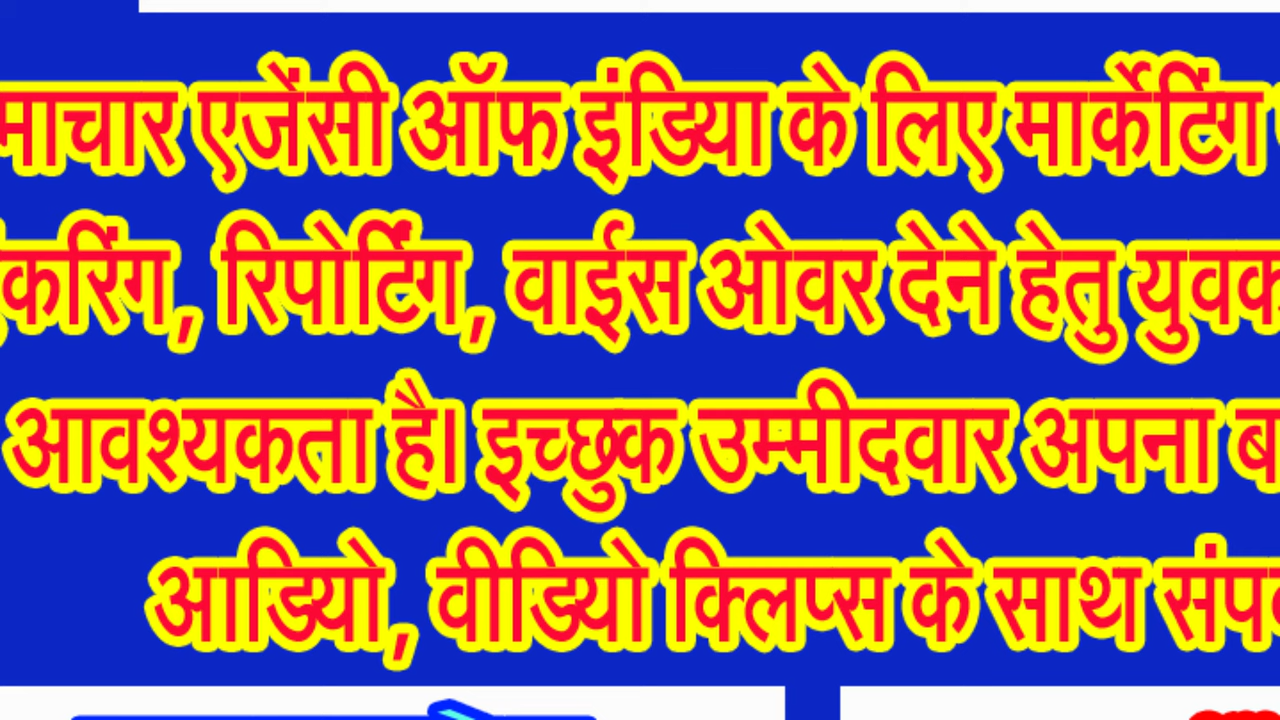 माचार एजेंसी ऑफ इंडिया के लिए मार्केटिंग
करिंग, रिपोर्टिंग, वाईस ओवर देने हेतु युवक
आवश्यकता है। इच्छुक उम्मीदवार अपना ब
आडियो, वीडियो क्लिप्स के साथ संप